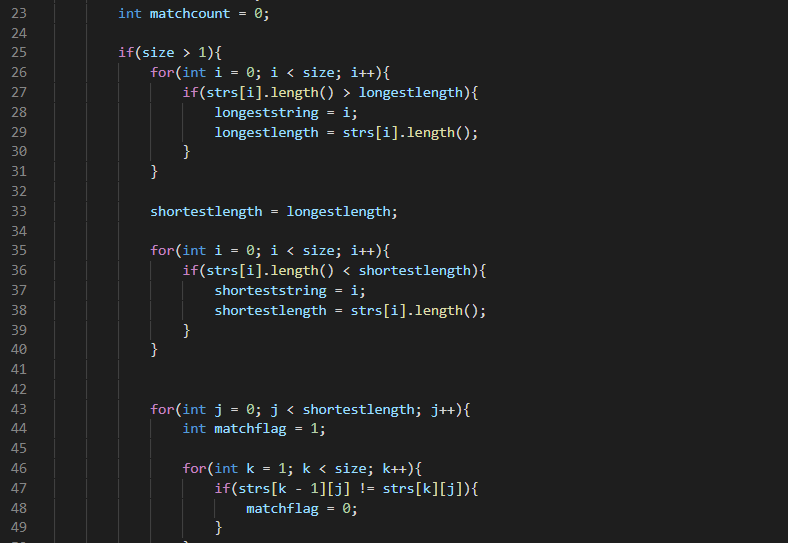 23 int matchcount = 0;
24
25 if(size > 1){
26 for(int i = 0; i < size; i++){
27 if(strs[i].length() > longestlength){
28 longeststring = i;
29 longestlength = strs[i].length();
30 }
31 }
32
33 shortestlength = longestlength;
34
35 for(int i = 0; i < size; i++){
36 if(strs[i].length() < shortestlength){
37 shorteststring = i;
38 shortestlength = strs[i].length();
39 }
40 }
41
42
43 for(int j = 0; j < shortestlength; j++){
44 int matchflag = 1;
45
46 for(int k = 1; k < size; k++){
47 if(strs[k - 1][j] != strs[k][j]){
48 matchflag = 0;
49 }